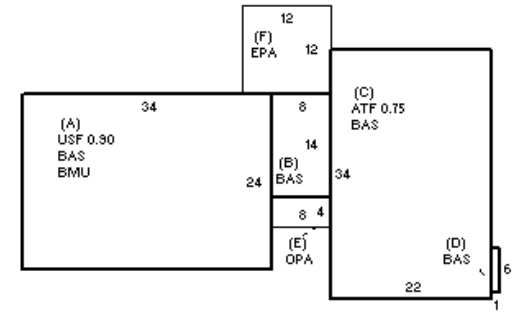 12
(F)
EPA
12
34
(A)
USF 0.90
BAS
BMU
24
8
14
(B)
BAS
(C)
ATF 0.75
BAS
34
8 4
(E)
OPA
(D)
BAS
6
22
1